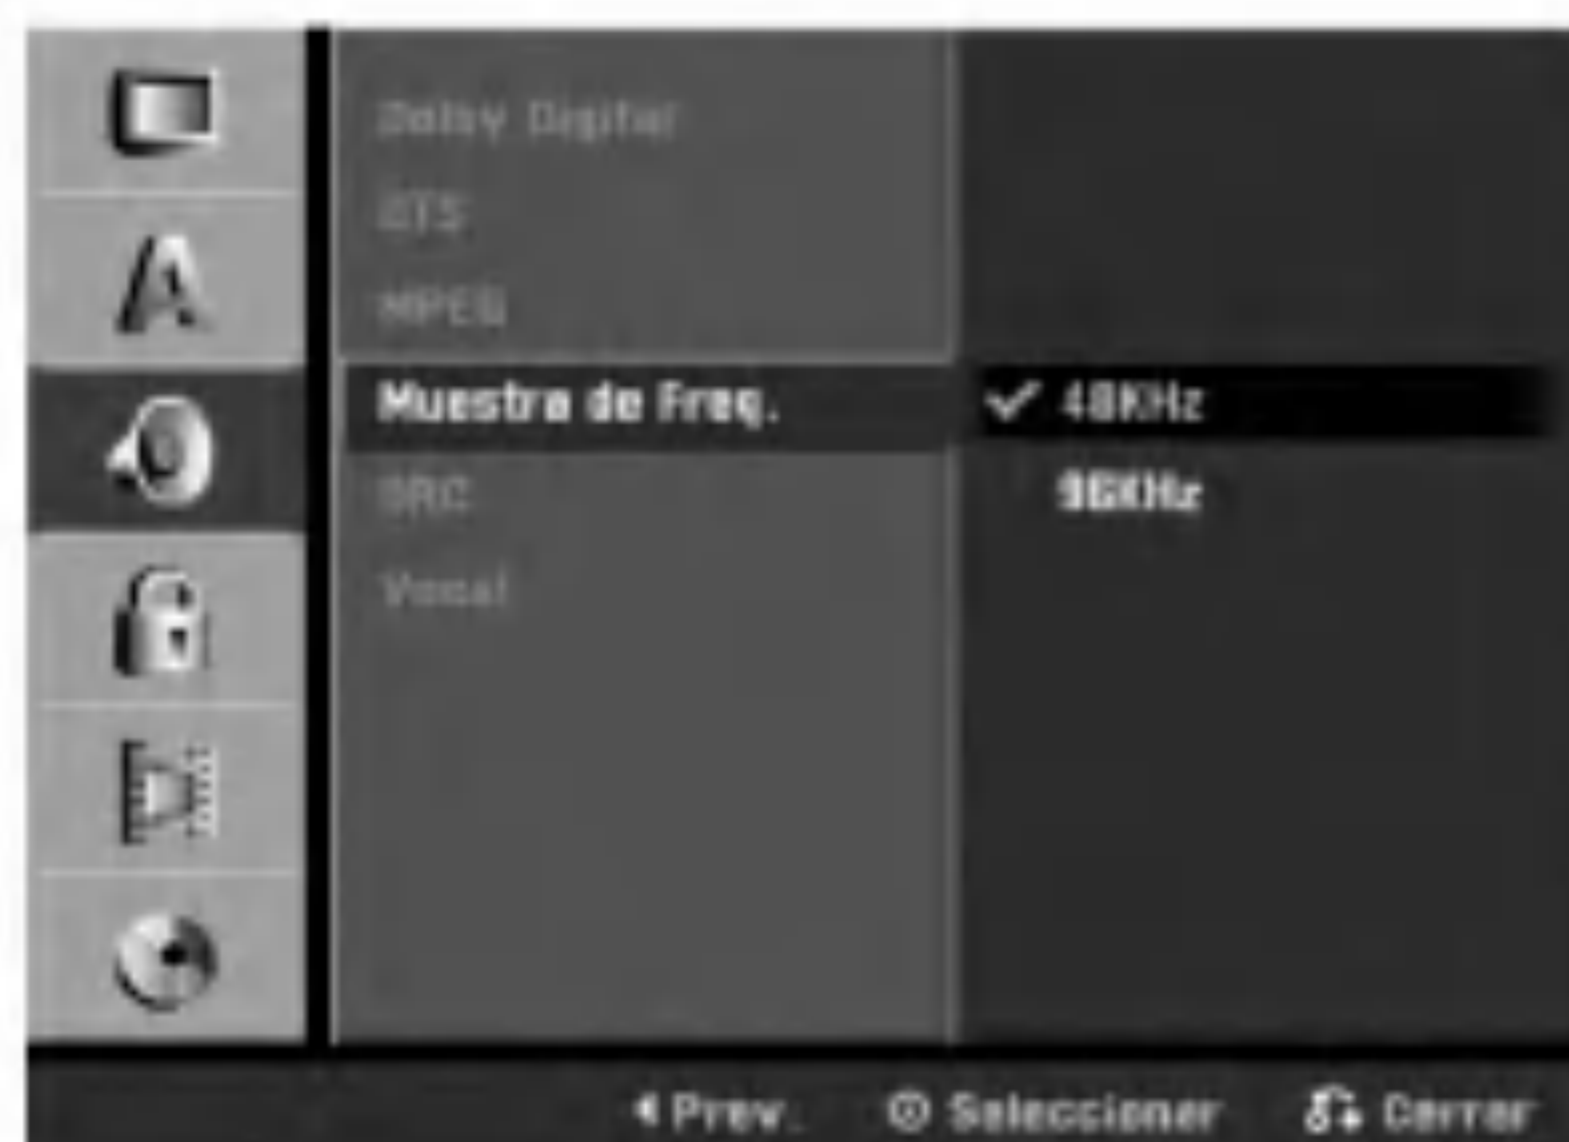 Dolby Digital
DTS
MPEG
Muestra de Freq.
48KHz
96KHz
DRC
Vocal
Prev.
Seleccionar
Cerrar